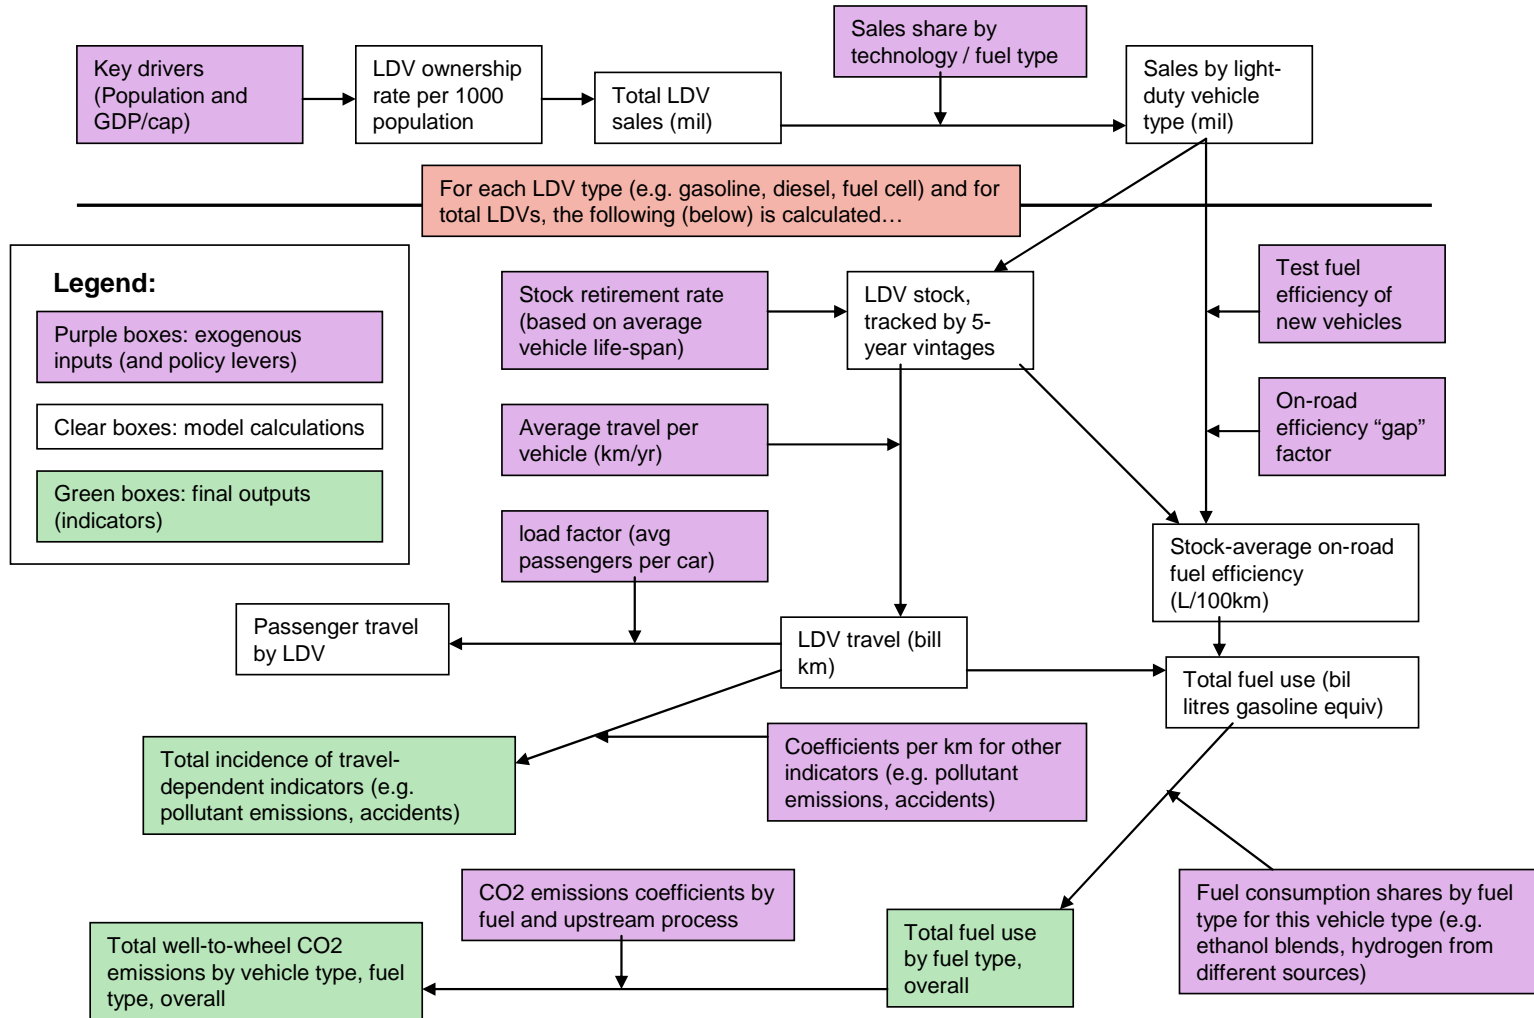 Sales share by
technology / fuel type
Key drivers
(Population and
GDP/cap)
LDV ownership
rate per 1000
population
Total LDV
sales (mil)
Sales by light-
duty vehicle
type (mil)
For each LDV type (e.g. gasoline, diesel, fuel cell) and for
total LDVs, the following (below) is calculated…
Legend:
Purple boxes: exogenous
inputs (and policy levers)
Clear boxes: model calculations
Green boxes: final outputs
(indicators)
Stock retirement rate
(based on average
vehicle life-span)
LDV stock,
tracked by 5-
year vintages
Test fuel
efficiency of
new vehicles
Average travel per
vehicle (km/yr)
On-road
efficiency “gap”
factor
load factor (avg
passengers per car)
Stock-average on-road
fuel efficiency
(L/100km)
Passenger travel
by LDV
LDV travel (bill
km)
Total fuel use (bil
litres gasoline equiv)
Total incidence of travel-
dependent indicators (e.g.
pollutant emissions, accidents)
Coefficients per km for other
indicators (e.g. pollutant
emissions, accidents)
CO2 emissions coefficients by
fuel and upstream process
Fuel consumption shares by fuel
type for this vehicle type (e.g.
ethanol blends, hydrogen from
different sources)
Total well-to-wheel CO2
emissions by vehicle type, fuel
type, overall
Total fuel use
by fuel type,
overall